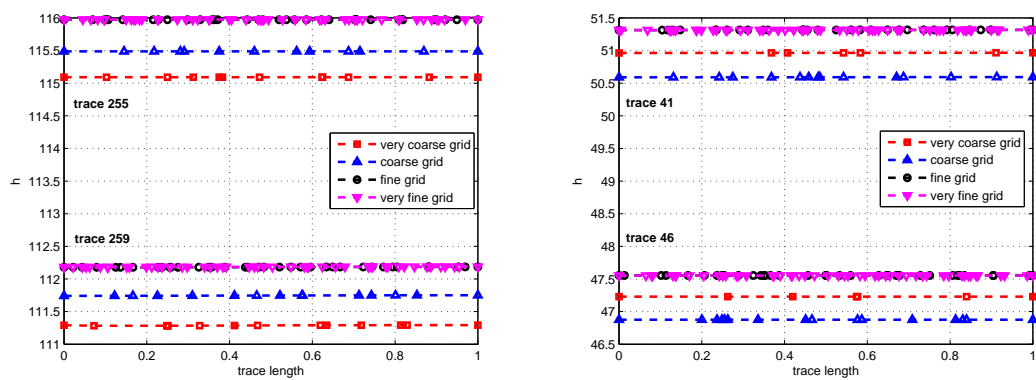 116
115.5
115
114.5
114
113.5
113
112.5
112
111.5
111
h
trace 255
trace 259
very coarse grid
coarse grid
fine grid
very fine grid
0 0.2 0.4 0.6 0.8 1
trace length
51.5
51
50.5
50
49.5
49
48.5
48
47.5
47
46.5
h
trace 41
trace 46
very coarse grid
coarse grid
fine grid
very fine grid
0 0.2 0.4 0.6 0.8 1
trace length